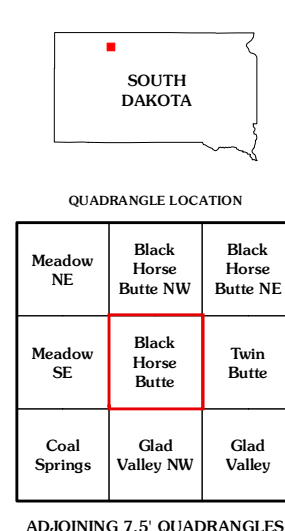 SOUTH
DAKOTA
QUADRANGLE LOCATION
Meadow
NE
Black
Horse
Butte NW
Black
Horse
Butte NE
Meadow
SE
Black
Horse
Butte
Twin
Butte
Coal
Springs
Glad
Valley NW
Glad
Valley
ADJOINING 7.5' QUADRANGLES